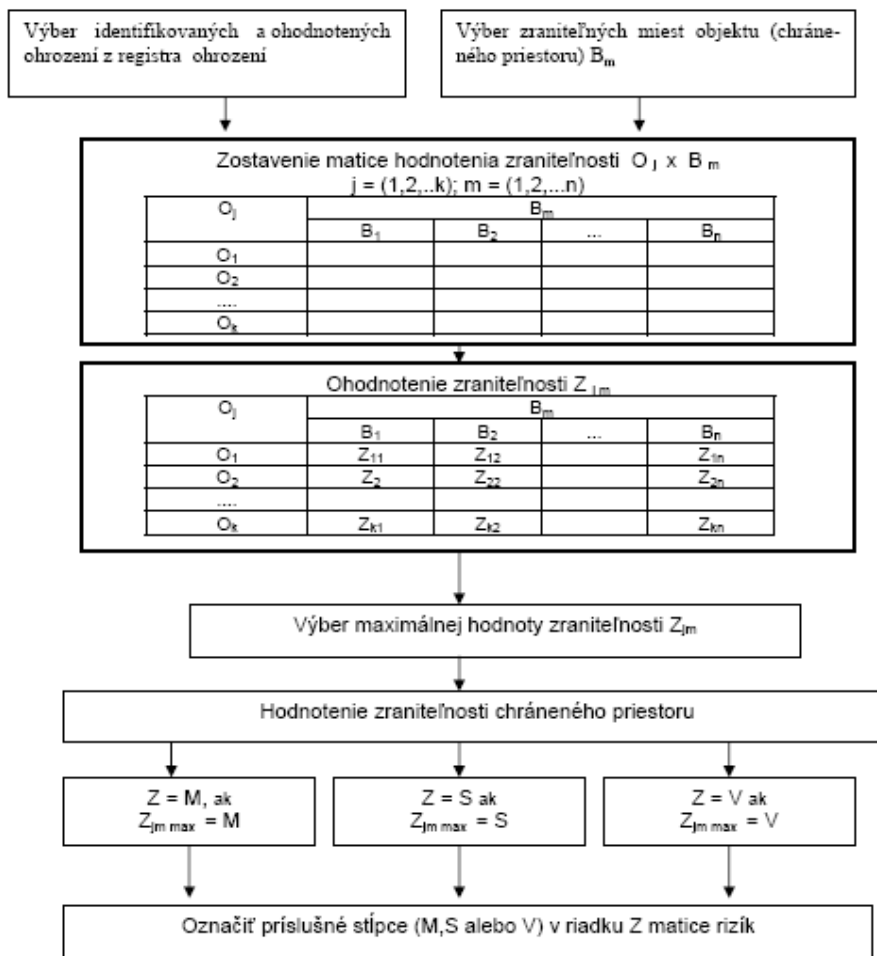 Výber identifikovaných a ohodnotených
ohrození z registra ohrození
Výber zraniteľných miest objektu (chráne-
ného priestoru) Bm
Zostavenie matice hodnotenia zraniteľnosti O j x B m
j = (1,2,..k); m = (1,2,...n)
Oj Bm
B1 B2 ... Bn
O1
O2
....
Ok
Ohodnotenie zraniteľnosti Z jm
Oj Bm
B1 B2 ... Bn
O1 Z11 Z12 Z1n
O2 Z2 Z22 Z2n
....
Ok Zk1 Zk2 Zkn
Výber maximálnej hodnoty zraniteľnosti Zjm
Hodnotenie zraniteľnosti chráneného priestoru
Z = M, ak
Zjm max = M
Z = S ak
Zjm max = S
Z = V ak
Zjm max = V
Označiť príslušné stĺpce (M,S alebo V) v riadku Z matice rizík